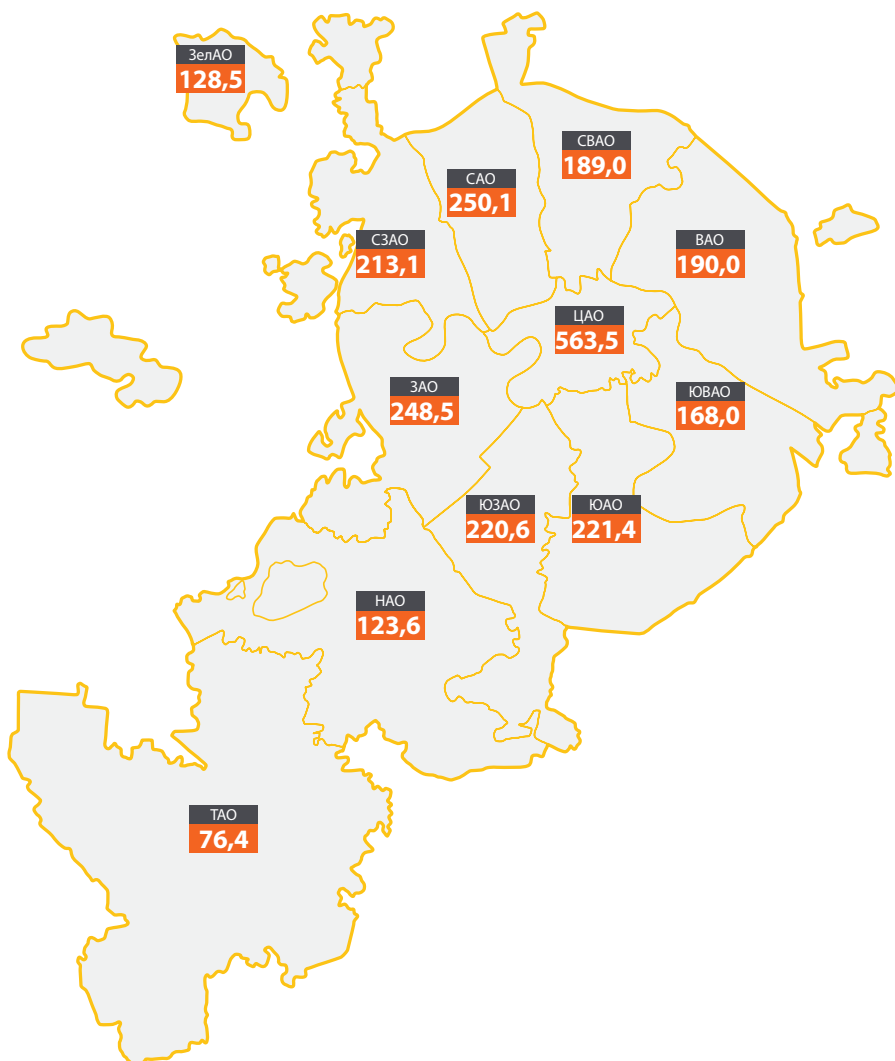 ЗелАО
128,5
СВАО
189,0
САО
250,1
СЗАО
213,1
ВАО
190,0
ЦАО
563,5
ЗАО
248,5
ЮВАО
168,0
ЮЗАО
220,6
ЮАО
221,4
НАО
123,6
ТАО
76,4